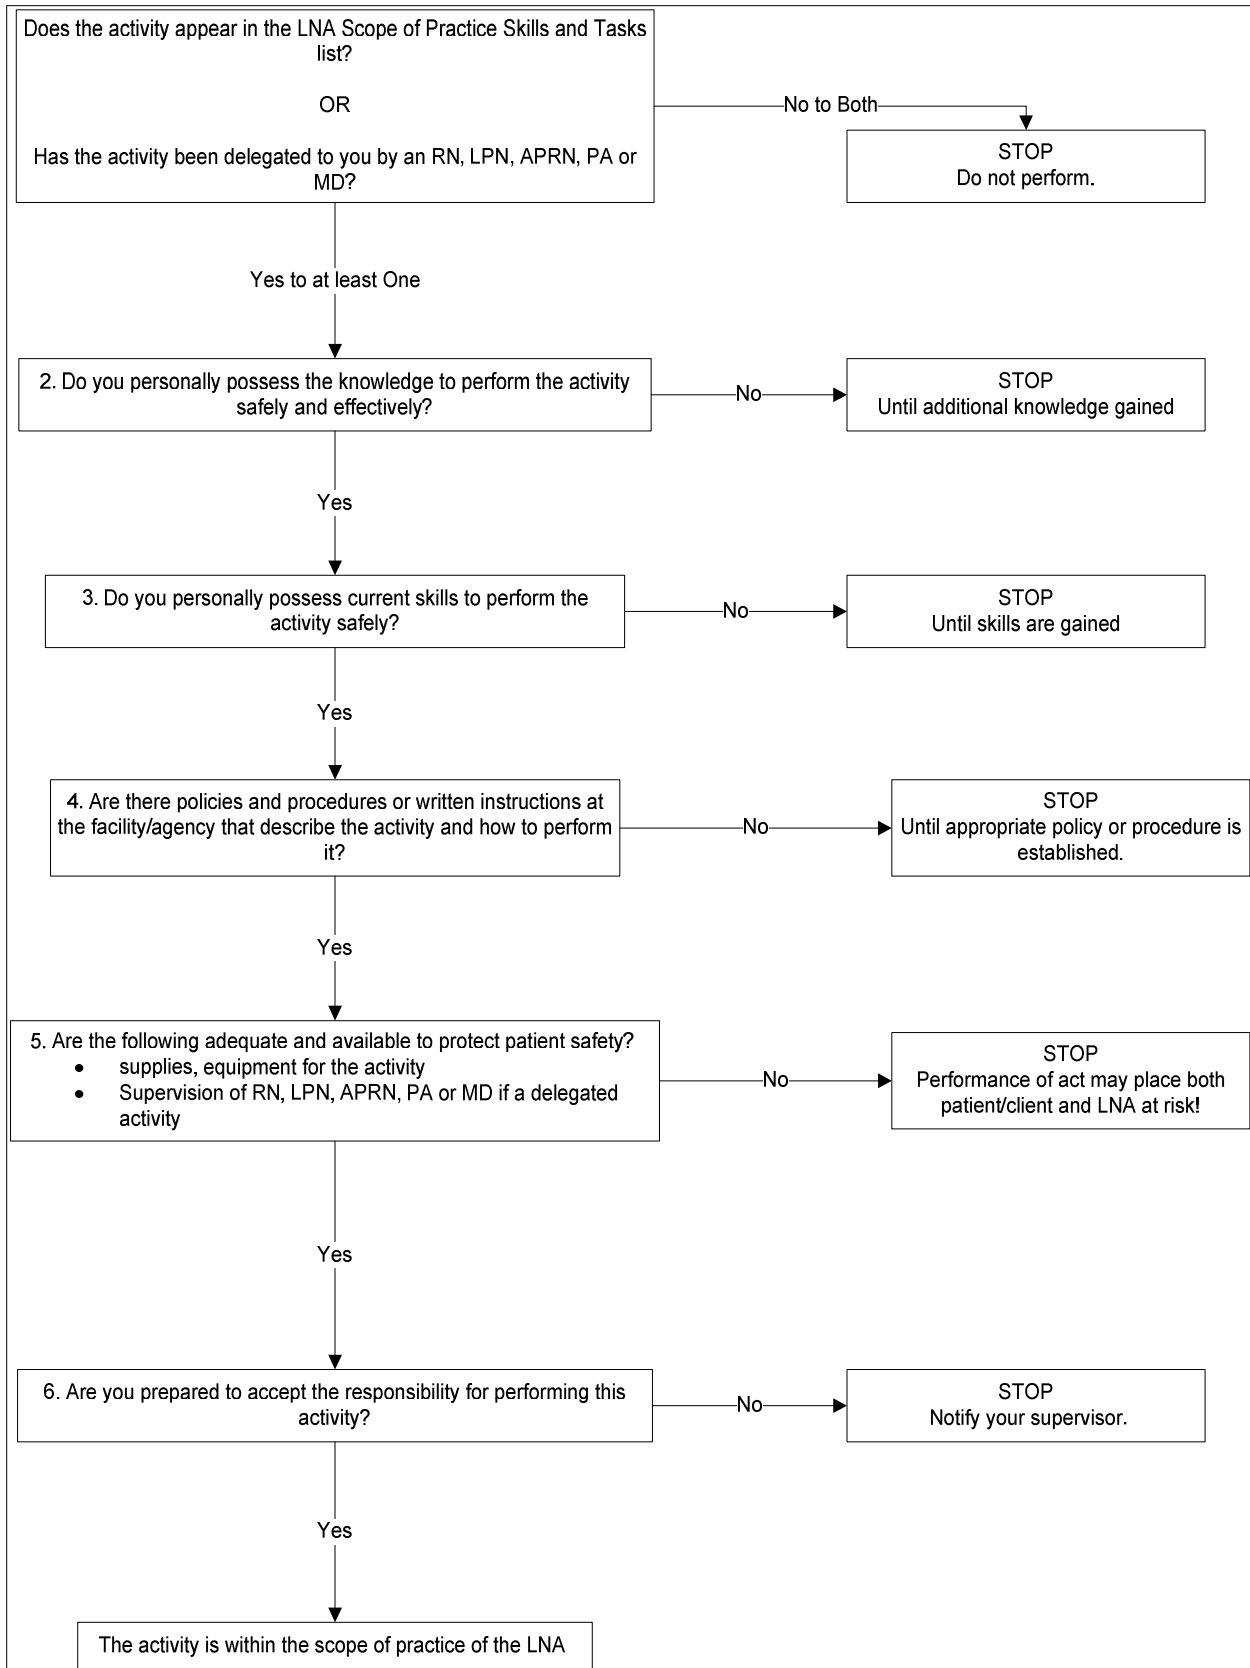 Does the activity appear in the LNA Scope of Practice Skills and Tasks
list?
OR
Has the activity been delegated to you by an RN, LPN, APRN, PA or
MD?
No to Both
STOP
Do not perform.
Yes to at least One
2. Do you personally possess the knowledge to perform the activity
safely and effectively?
No
STOP
Until additional knowledge gained
Yes
3. Do you personally possess current skills to perform the
activity safely?
No
STOP
Until skills are gained
Yes
4. Are there policies and procedures or written instructions at
the facility/agency that describe the activity and how to perform
it?
No
STOP
Until appropriate policy or procedure is
established.
Yes
5. Are the following adequate and available to protect patient safety?
• supplies, equipment for the activity
• Supervision of RN, LPN, APRN, PA or MD if a delegated
activity
No
STOP
Performance of act may place both
patient/client and LNA at risk!
Yes
6. Are you prepared to accept the responsibility for performing this
activity?
No
STOP
Notify your supervisor.
Yes
The activity is within the scope of practice of the LNA